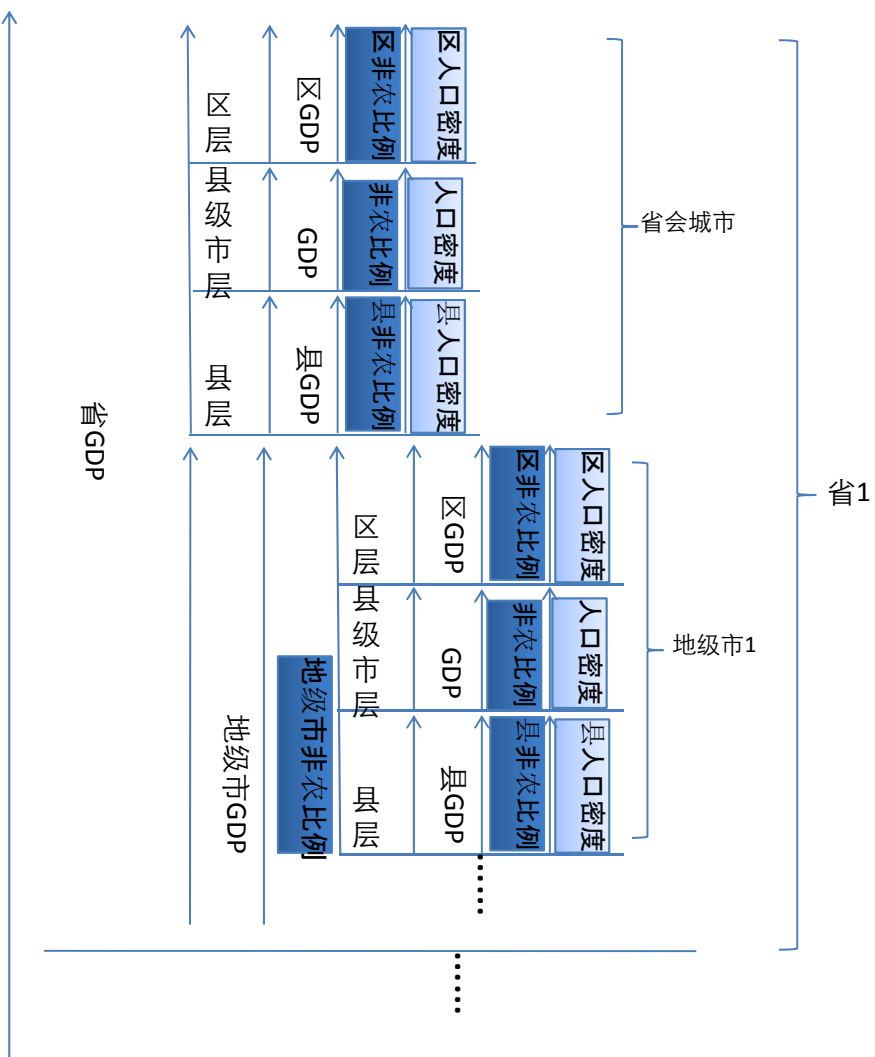 省GDP
区层
区GDP
区非农比例
区人口密度
县级市层
GDP
非农比例
人口密度
县层
县GDP
县非农比例
县人口密度
省会城市
地级市GDP
地级市非农比例
区层
区GDP
区非农比例
区人口密度
县级市层
GDP
非农比例
人口密度
县层
县GDP
县非农比例
县人口密度
地级市1
……
省1
……